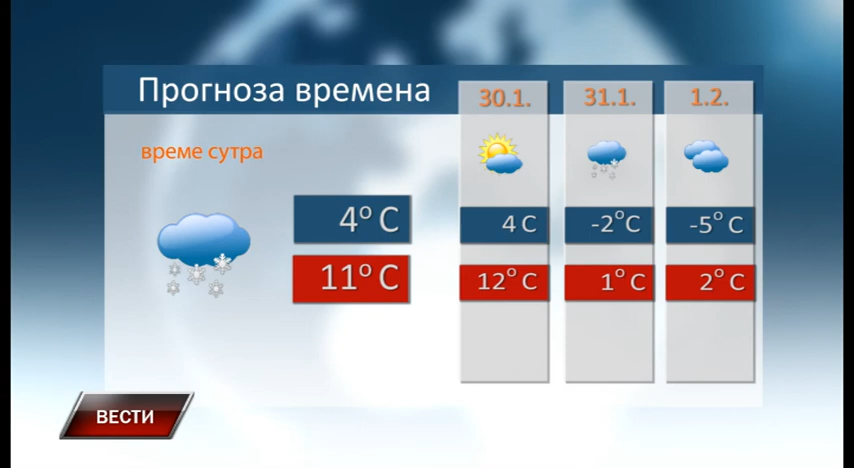 Прогноза времена
време сутра
4° C
11° C
30.1.
4 C
12° C
31.1.
-2°C
1° C
1.2.
-5° C
2° C
ВЕСТИ